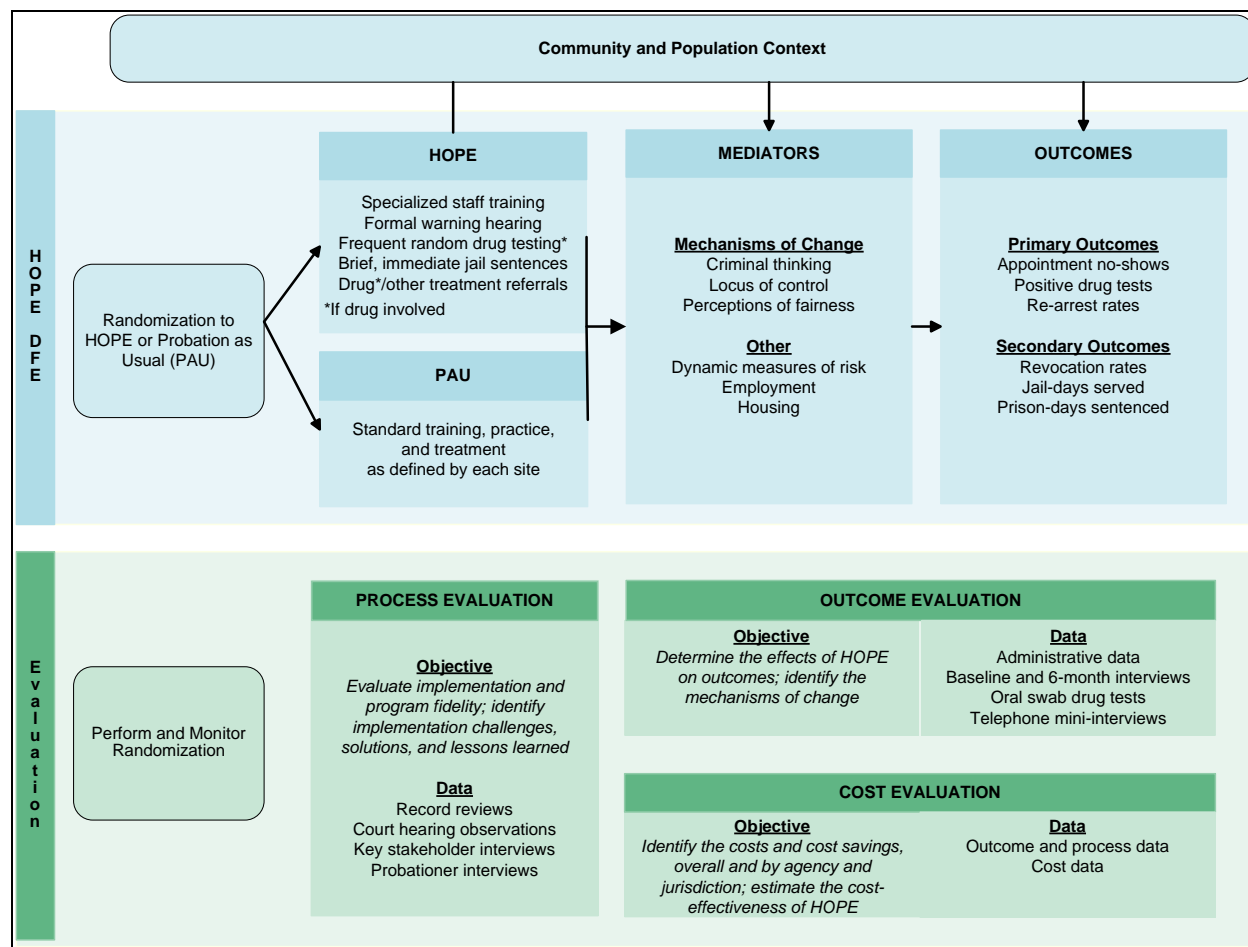 Community and Population Context
HOPE DFE
Randomization to
HOPE or Probation as
Usual (PAU)
HOPE
Specialized staff training
Formal warning hearing
Frequent random drug testing*
Brief, immediate jail sentences
Drug*/other treatment referrals
*If drug involved
PAU
Standard training, practice,
and treatment
as defined by each site
MEDIATORS
Mechanisms of Change
Criminal thinking
Locus of control
Perceptions of fairness
Other
Dynamic measures of risk
Employment
Housing
OUTCOMES
Primary Outcomes
Appointment no-shows
Positive drug tests
Re-arrest rates
Secondary Outcomes
Revocation rates
Jail-days served
Prison-days sentenced
Evaluation
Perform and Monitor
Randomization
PROCESS EVALUATION
Objective
Evaluate implementation and
program fidelity; identify
implementation challenges,
solutions, and lessons learned
Data
Record reviews
Court hearing observations
Key stakeholder interviews
Probationer interviews
OUTCOME EVALUATION
Objective
Determine the effects of HOPE
on outcomes; identify the
mechanisms of change
Data
Administrative data
Baseline and 6-month interviews
Oral swab drug tests
Telephone mini-interviews
COST EVALUATION
Objective
Identify the costs and cost savings,
overall and by agency and
jurisdiction; estimate the cost-
effectiveness of HOPE
Data
Outcome and process data
Cost data